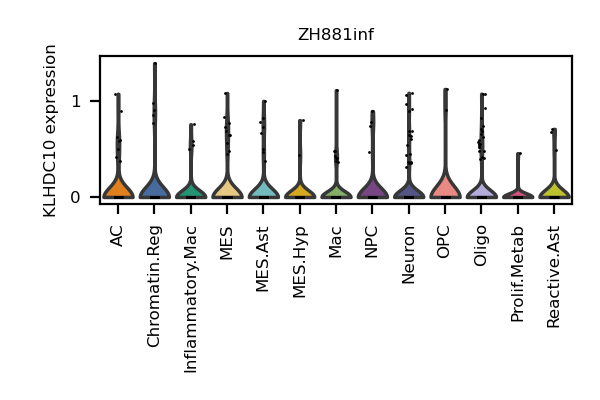 ZH881inf
KLHDC10 expression
1
0
AC
Chromatin.Reg
Inflammatory.Mac
MES
MES.Ast
MES.Hyp
Mac
NPC
Neuron
OPC
Oligo
Prolif.Metab
Reactive.Ast